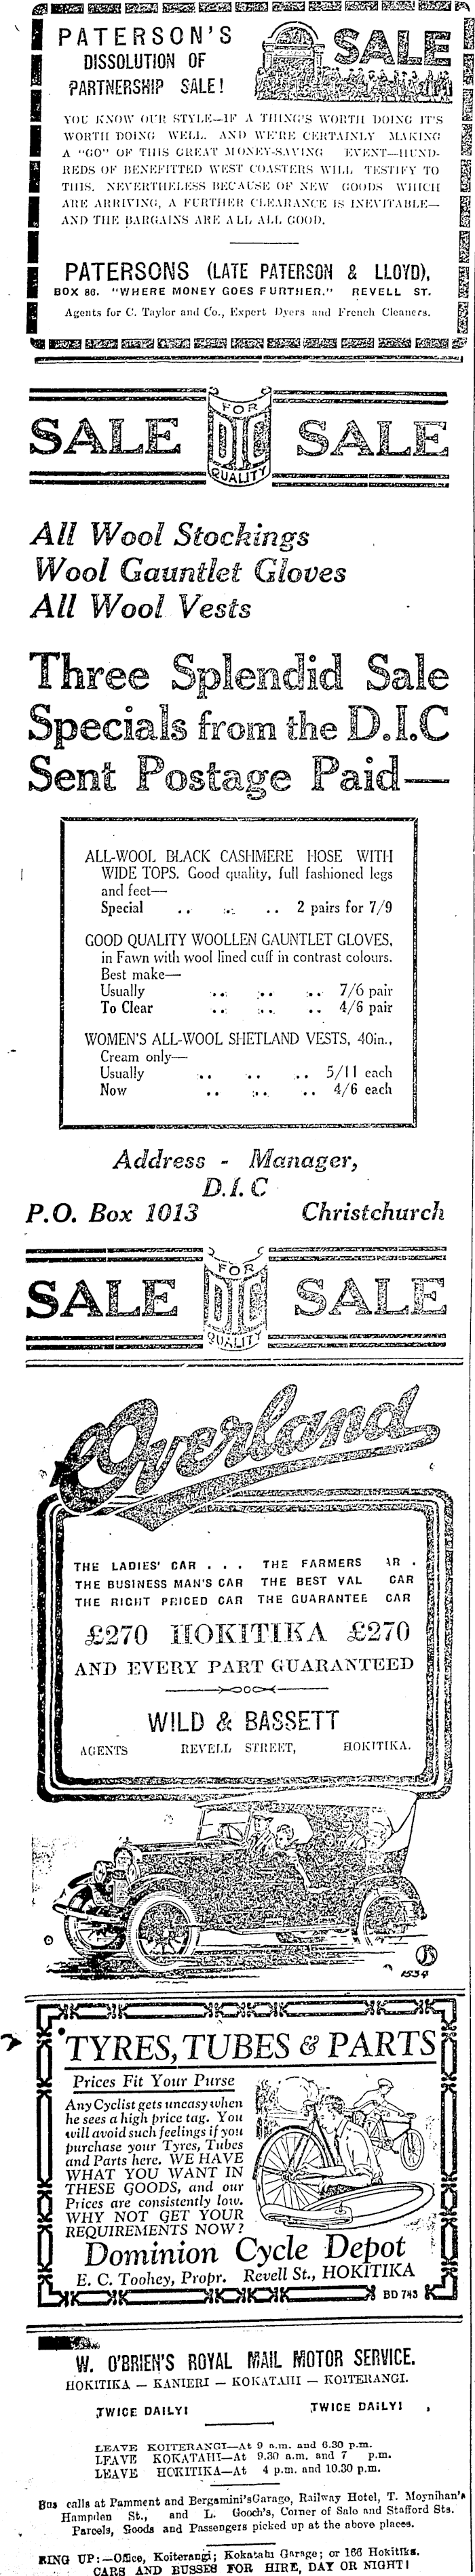 PATERSON'S
DISSOLUTION OF
PARTNERSHIP SALE!
SALE
YOU KNOW OUR STYLE—IF A THING'S WORTH DOING IT'S
WORTH DOING WELL. AND WE'RE CERTAINLY MAKING
A "GO" OF THIS GREAT MONEY-SAVING EVENT—HUND-
REDS OF BENEFITTED WEST COASTERS WILL TESTIFY TO
THIS. NEVERTHELESS BECAUSE OF NEW GOODS WHICH
ARE ARRIVING, A FURTHER CLEARANCE IS INEVITABLE—
AND THE BARGAINS ARE ALL ALL GOOD.
PATERSONS (LATE PATERSON & LLOYD),
BOX 86. "WHERE MONEY GOES FURTHER." REVELL ST.
Agents for C. Taylor and Co., Expert Dyers and French Cleaners.
SALE FOR DIC QUALITY SALE
All Wool Stockings
Wool Gauntlet Gloves
All Wool Vests
Three Splendid Sale
Specials from the D.I.C
Sent Postage Paid—
ALL-WOOL BLACK CASHMERE HOSE WITH
WIDE TOPS. Good quality, full fashioned legs
and feet—
Special .. .. .. 2 pairs for 7/9
GOOD QUALITY WOOLLEN GAUNTLET GLOVES,
in Fawn with wool lined cuff in contrast colours.
Best make—
Usually .. .. .. 7/6 pair
To Clear .. .. .. 4/6 pair
WOMEN'S ALL-WOOL SHETLAND VESTS, 40in.,
Cream only—
Usually .. .. .. 5/11 each
Now .. .. .. 4/6 each
Address - Manager,
D.I.C
P.O. Box 1013 Christchurch
SALE FOR DIC QUALITY SALE
Overland
THE LADIES' CAR . . . THE FARMERS AR .
THE BUSINESS MAN'S CAR THE BEST VAL CAR
THE RIGHT PRICED CAR THE GUARANTEE CAR
£270 HOKITIKA £270
AND EVERY PART GUARANTEED
WILD & BASSETT
AGENTS REVELL STREET, HOKITIKA.
1534
TYRES, TUBES & PARTS
Prices Fit Your Purse
Any Cyclist gets uneasy when
he sees a high price tag. You
will avoid such feelings if you
purchase your Tyres, Tubes
and Parts here. WE HAVE
WHAT YOU WANT IN
THESE GOODS, and our
Prices are consistently low.
WHY NOT GET YOUR
REQUIREMENTS NOW?
Dominion Cycle Depot
E. C. Toohey, Propr. Revell St., HOKITIKA
BD 743
W. O'BRIEN'S ROYAL MAIL MOTOR SERVICE.
HOKITIKA — KANIERI — KOKATAHI — KOITERANGI.
TWICE DAILY! TWICE DAILY!
LEAVE KOITERANGI—At 9 a.m. and 6.30 p.m.
LEAVE KOKATAHI—At 9.30 a.m. and 7 p.m.
LEAVE HOKITIKA—At 4 p.m. and 10.30 p.m.
Bus calls at Pamment and Bergamini'sGarage, Railway Hotel, T. Moynihan's
Hampden St., and L. Gooch's, Corner of Sale and Stafford Sts.
Parcels, Goods and Passengers picked up at the above places.
RING UP:—Office, Koiterangi; Kokatahi Garage; or 166 Hokitika.
CARS AND BUSSES FOR HIRE, DAY OR NIGHT!